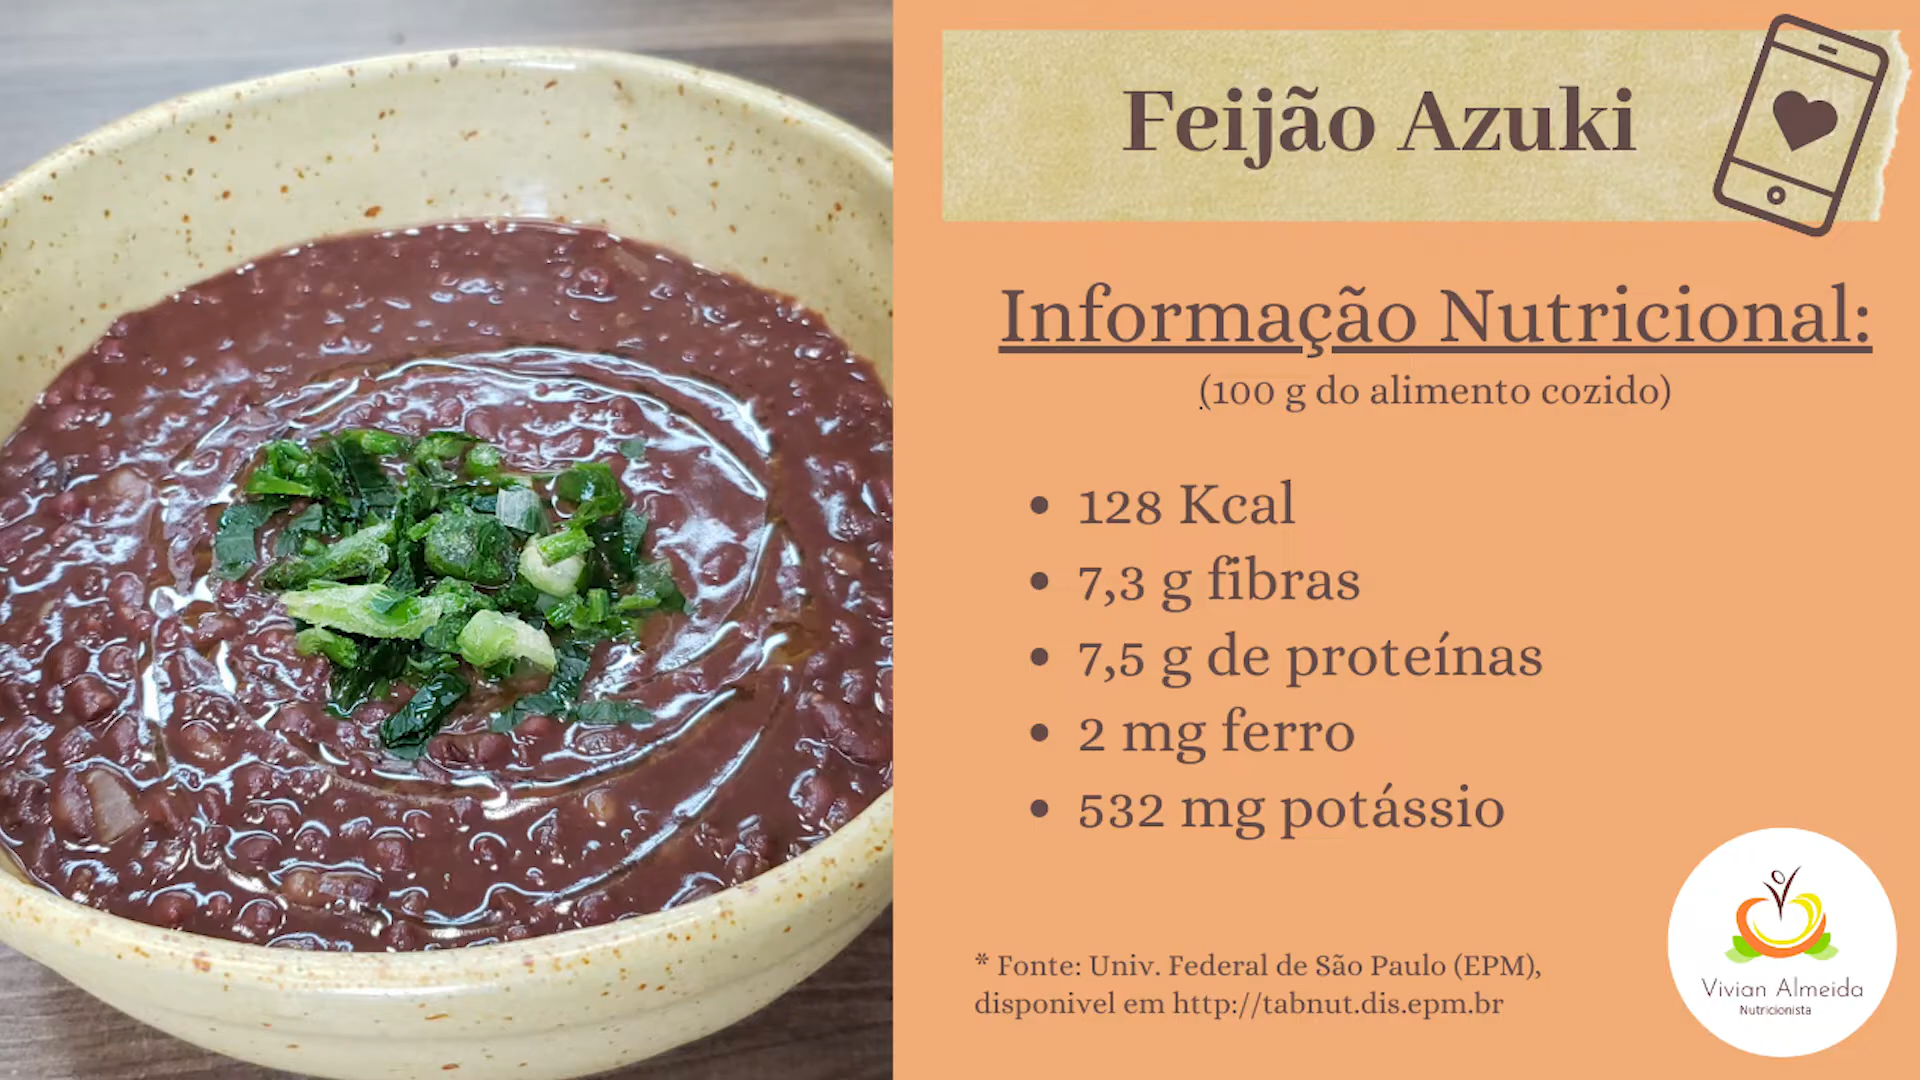 Feijão Azuki
Informação Nutricional:
(100 g do alimento cozido)
• 128 Kcal
• 7,3 g fibras
• 7,5 g de proteínas
• 2 mg ferro
• 532 mg potássio
* Fonte: Univ. Federal de São Paulo (EPM),
disponivel em http://tabnut.dis.epm.br
Vivian Almeida
Nutricionista